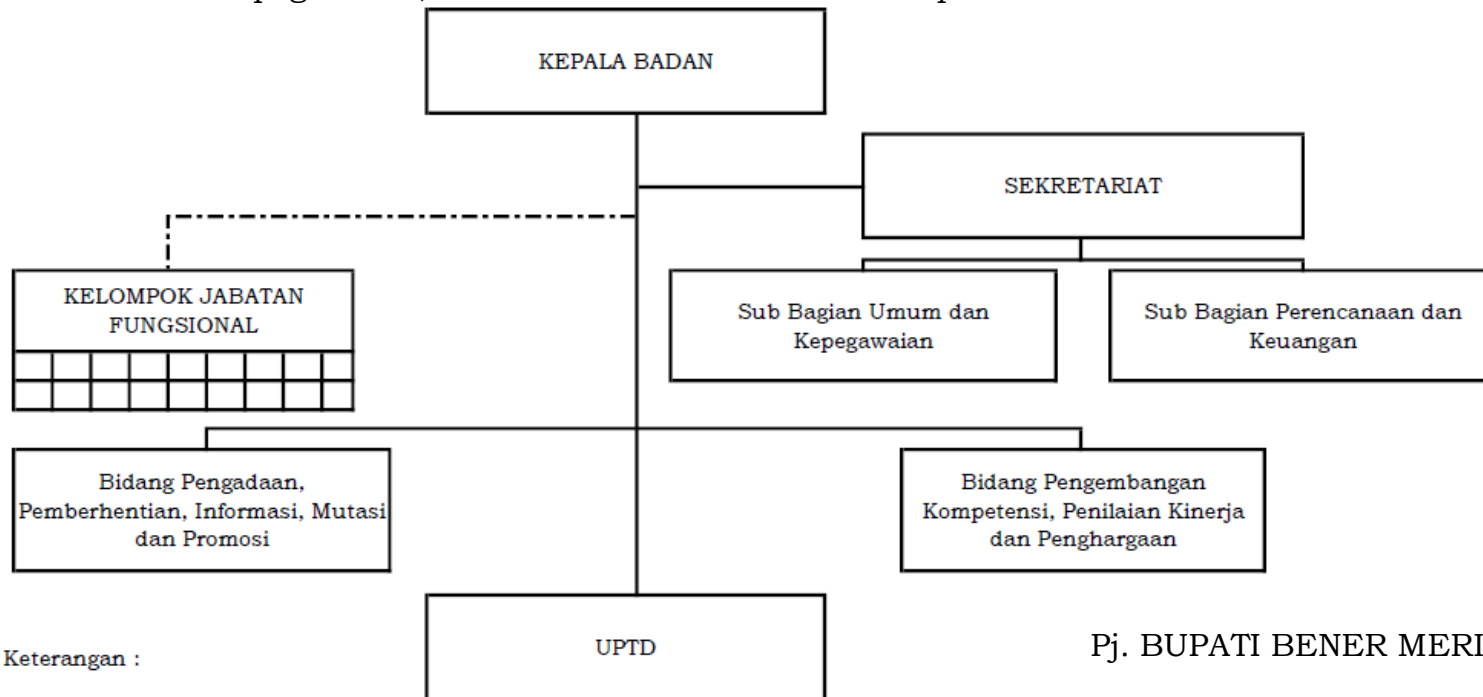 KEPALA BADAN
SEKRETARIAT
KELOMPOK JABATAN
FUNGSIONAL
Sub Bagian Umum dan
Kepegawaian
Sub Bagian Perencanaan dan
Keuangan
Bidang Pengadaan,
Pemberhentian, Informasi, Mutasi
dan Promosi
Bidang Pengembangan
Kompetensi, Penilaian Kinerja
dan Penghargaan
UPTD
Pj. BUPATI BENER MERI
Keterangan :